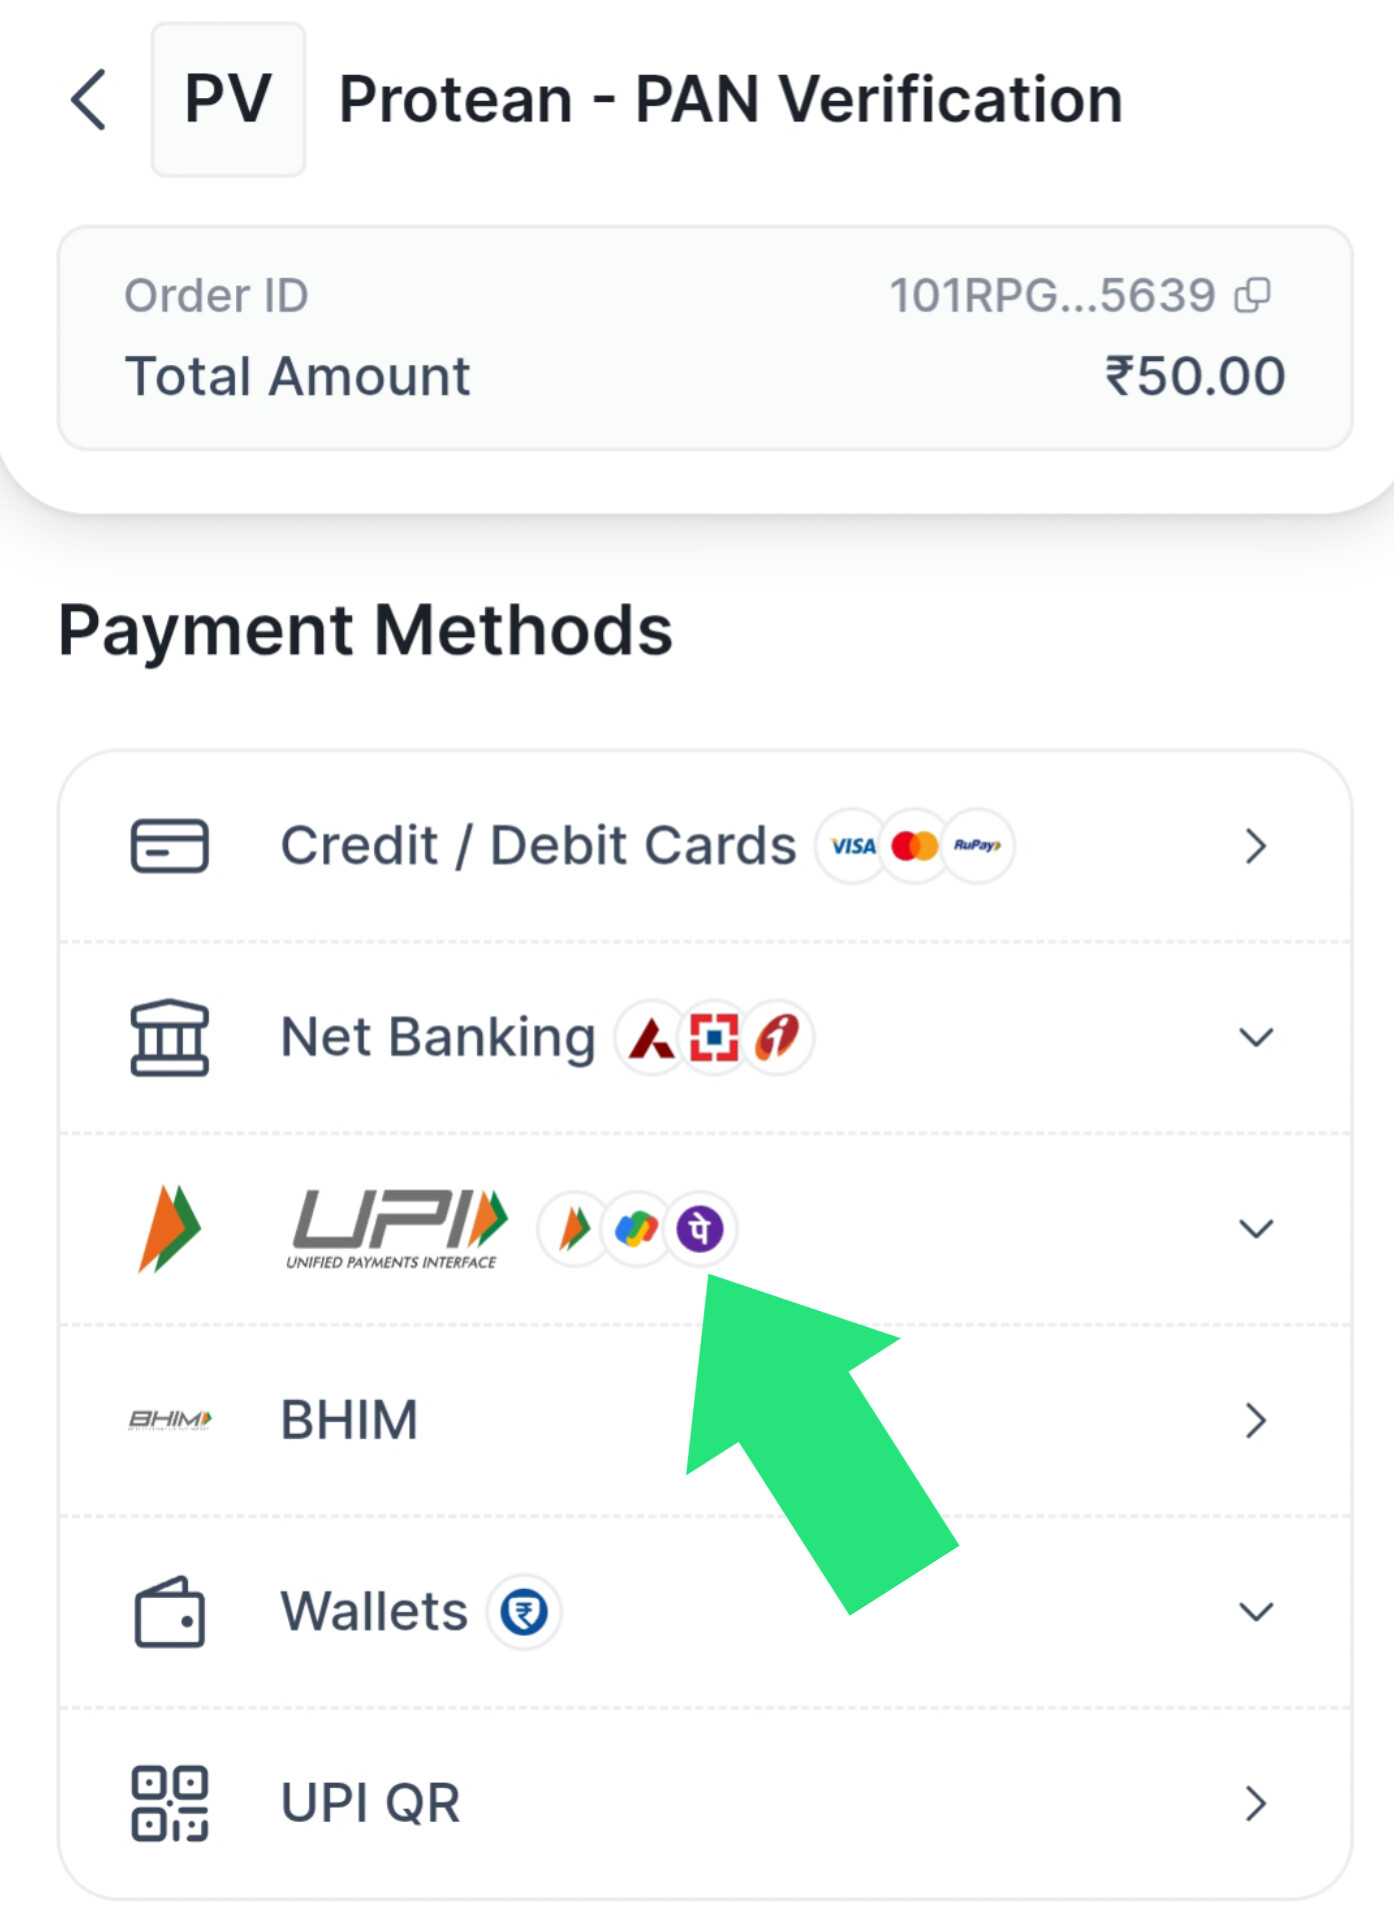 PV Protean - PAN Verification
Order ID 101RPG...5639
Total Amount ₹50.00
Payment Methods
Credit / Debit Cards VISA RuPay
Net Banking
UPI पे
UNIFIED PAYMENTS INTERFACE
BHIM BHIM
Wallets ₹
UPI QR